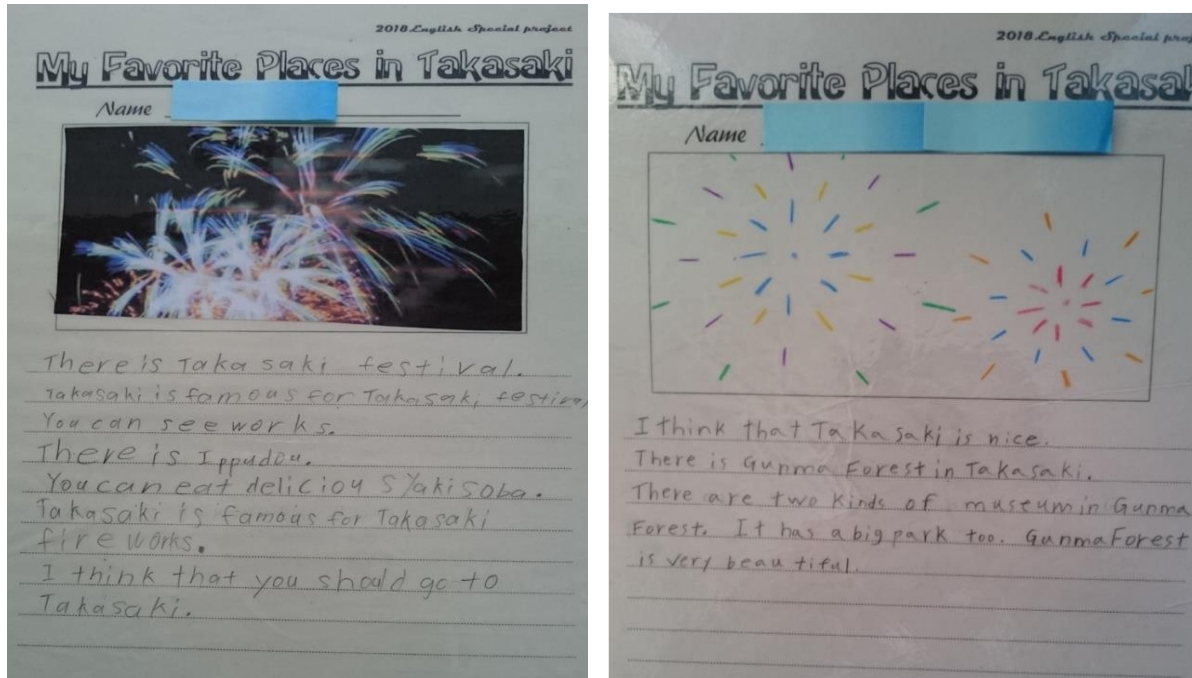 2018 English Special project
My Favorite Places in Takasaki
Name
There is Takasaki festival.
Takasaki is famous for Takasaki festival
You can see works.
There is Ippudou.
You can eat deliciou s yakisoba.
Takasaki is famous for Takasaki
fire works.
I think that you should go to
Takasaki.
2018 English Special proj
My Favorite Places in Takasak
Name
I think that Takasaki is nice.
There is Gunma Forest in Takasaki.
There are two kinds of museum in Gunma
Forest. It has a big park too. Gunma Forest
is very beautiful.